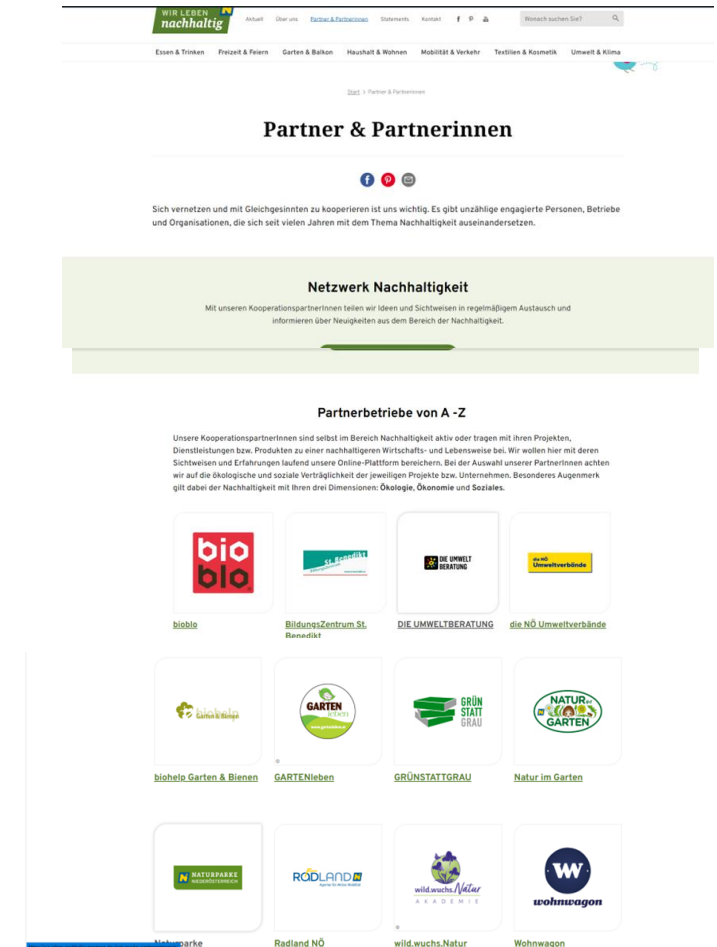 WIR LEBEN
nachhaltig
Aktuell Über uns Partner & Partnerinnen Statements Kontakt
Wonach suchen Sie?
Essen & Trinken Freizeit & Feiern Garten & Balkon Haushalt & Wohnen Mobilität & Verkehr Textilien & Kosmetik Umwelt & Klima
Start > Partner & Partnerinnen
Partner & Partnerinnen
Sich vernetzen und mit Gleichgesinnten zu kooperieren ist uns wichtig. Es gibt unzählige engagierte Personen, Betriebe
und Organisationen, die sich seit vielen Jahren mit dem Thema Nachhaltigkeit auseinandersetzen.
Netzwerk Nachhaltigkeit
Mit unseren KooperationspartnerInnen teilen wir Ideen und Sichtweisen in regelmäßigem Austausch und
informieren über Neuigkeiten aus dem Bereich der Nachhaltigkeit.
Partnerbetriebe von A -Z
Unsere KooperationspartnerInnen sind selbst im Bereich Nachhaltigkeit aktiv oder tragen mit ihren Projekten,
Dienstleistungen bzw. Produkten zu einer nachhaltigeren Wirtschafts- und Lebensweise bei. Wir wollen hier mit deren
Sichtweisen und Erfahrungen laufend unsere Online-Plattform bereichern. Bei der Auswahl unserer PartnerInnen achten
wir auf die ökologische und soziale Verträglichkeit der jeweiligen Projekte bzw. Unternehmen. Besonderes Augenmerk
gilt dabei der Nachhaltigkeit mit Ihren drei Dimensionen: Ökologie, Ökonomie und Soziales.
bio
blo
St. Benedikt
DIE UMWELT
BERATUNG
die NÖ
Umweltverbände
bioblo
BildungsZentrum St.
Benedikt
DIE UMWELTBERATUNG
die NÖ Umweltverbände
biohelp
Garten & Bienen
GARTEN
leben
GRÜN
STATT
GRAU
NATUR im
GARTEN
biohelp Garten & Bienen
GARTENleben
GRÜNSTATTGRAU
Natur im Garten
NATURPARKE
NIEDERÖSTERREICH
RADLAND
wild.wuchs.Natur
AKADEMIE
W
wohnwagon
Naturparke
Radland NÖ
wild.wuchs.Natur
Wohnwagon